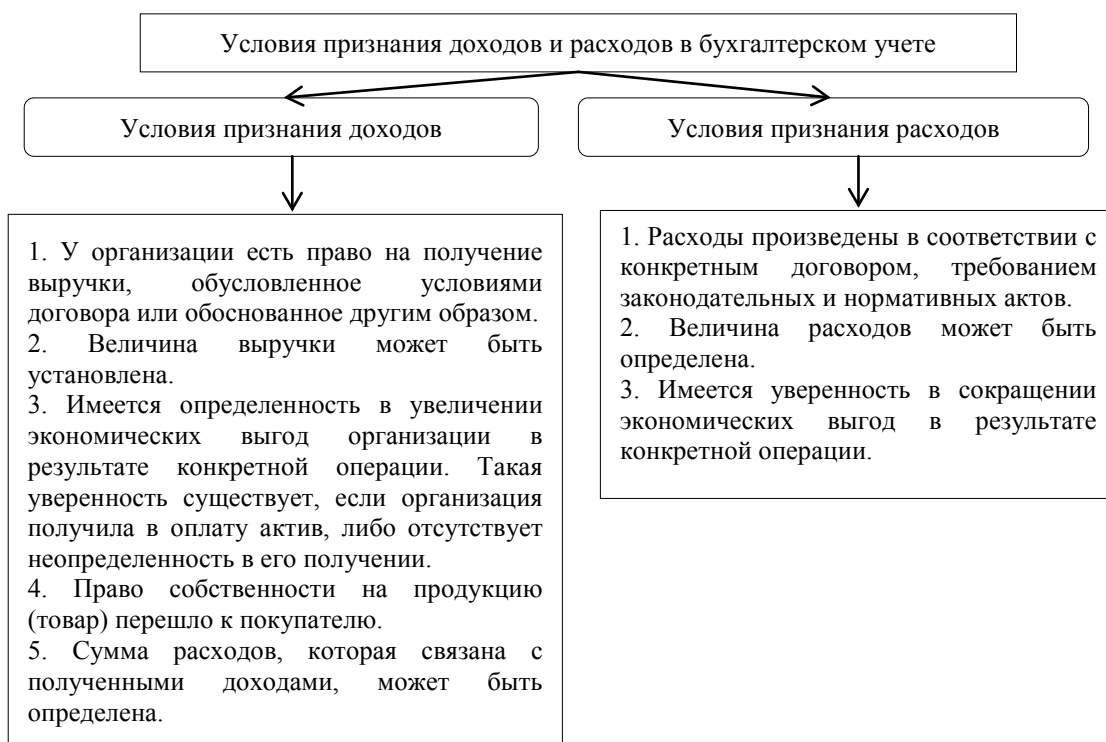 Условия признания доходов и расходов в бухгалтерском учете
Условия признания доходов
Условия признания расходов
1. У организации есть право на получение
выручки, обусловленное условиями
договора или обоснованное другим образом.
2. Величина выручки может быть
установлена.
3. Имеется определенность в увеличении
экономических выгод организации в
результате конкретной операции. Такая
уверенность существует, если организация
получила в оплату актив, либо отсутствует
неопределенность в его получении.
4. Право собственности на продукцию
(товар) перешло к покупателю.
5. Сумма расходов, которая связана с
полученными доходами, может быть
определена.
1. Расходы произведены в соответствии с
конкретным договором, требованием
законодательных и нормативных актов.
2. Величина расходов может быть
определена.
3. Имеется уверенность в сокращении
экономических выгод в результате
конкретной операции.